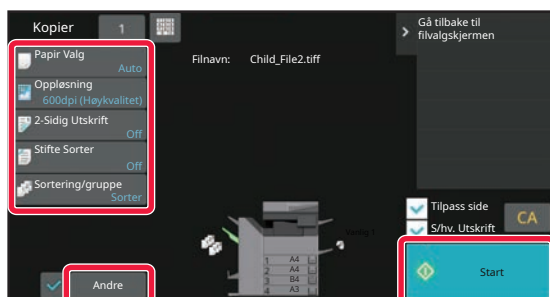 Kopier 1
Gå tilbake til
filvalgskjermen
Papir Valg
Auto
Filnavn: Child_File2.tiff
Oppløsning
600dpi (Høykvalitet)
2-Sidig Utskrift
Off
Stifte Sorter
Off
Sortering/gruppe
Sorter
Tilpass side
S/hv. Utskrift
CA
Vanlig 1
1 A4
2 A4
3 B4
4 A3
Andre
Start